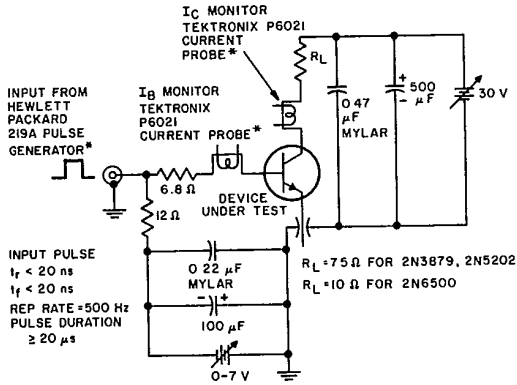 IC MONITOR
TEKTRONIX P6021
CURRENT
PROBE*
RL
INPUT FROM
HEWLETT
PACKARD
219A PULSE
GENERATOR*
IB MONITOR
TEKTRONIX
P6021
CURRENT PROBE*
0.47
μF
MYLAR
+
-
500
μF
30 V
6.8 Ω
DEVICE
UNDER TEST
12Ω
INPUT PULSE
tr < 20 ns
tf < 20 ns
REP RATE = 500 Hz
PULSE DURATION
≥ 20 μs
0.22 μF
MYLAR
- +
100 μF
0-7 V
RL = 75 Ω FOR 2N3879, 2N5202
RL = 10 Ω FOR 2N6500